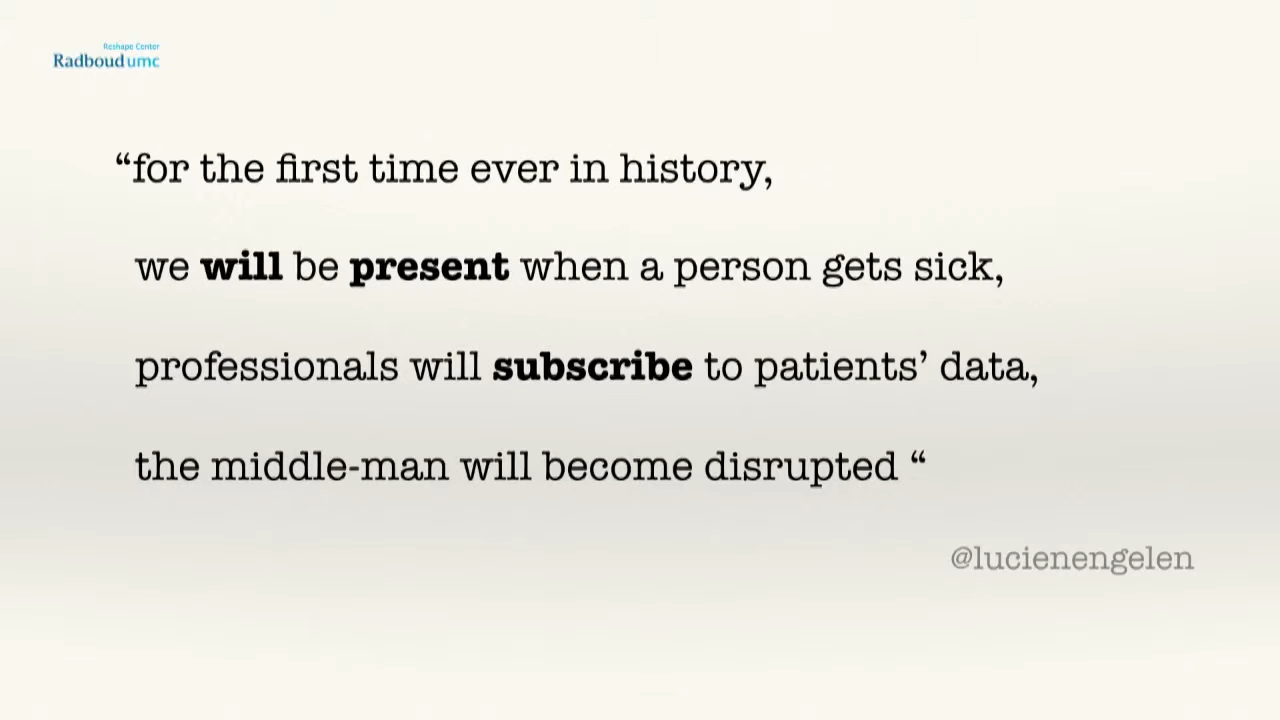 Reshape Center
Radboudumc
“for the first time ever in history,
we will be present when a person gets sick,
professionals will subscribe to patients’ data,
the middle-man will become disrupted “
@lucienengelen